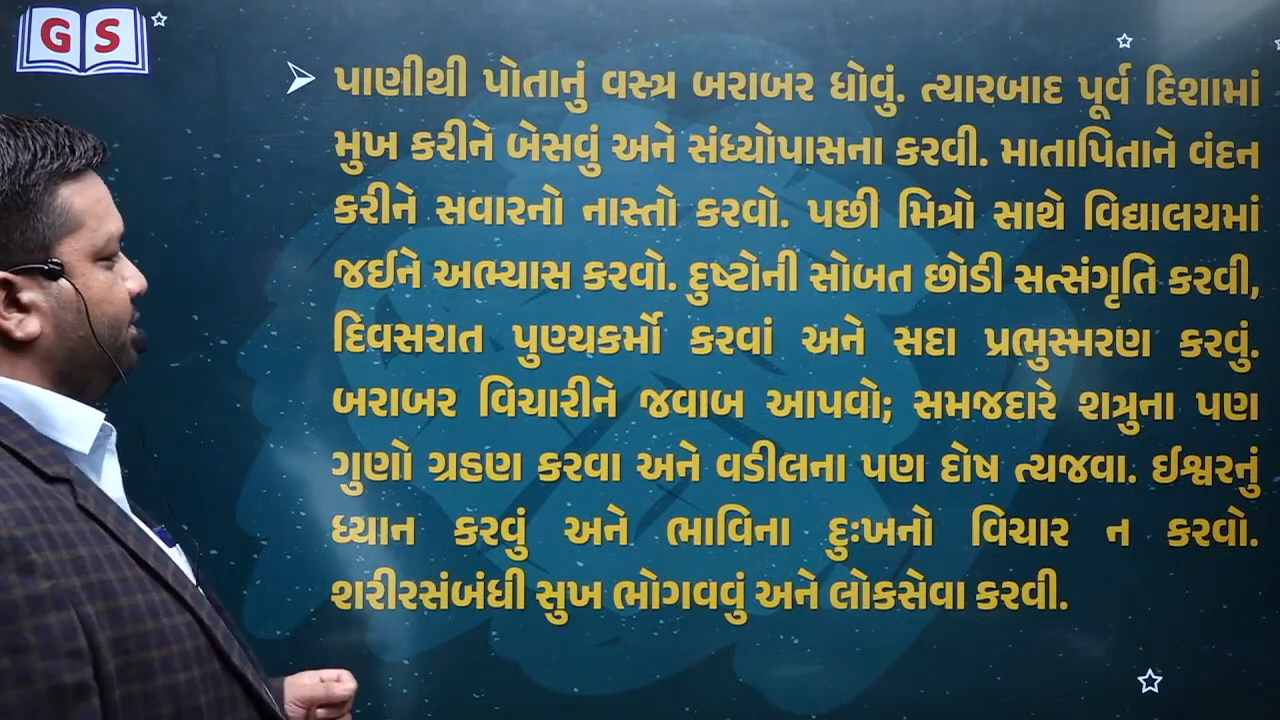 GS
પાણીથી પોતાનું વસ્ત્ર બરાબર ધોવું. ત્યારબાદ પૂર્વ દિશામાં
મુખ કરીને બેસવું અને સંધ્યોપાસના કરવી. માતાપિતાને વંદન
કરીને સવારનો નાસ્તો કરવો. પછી મિત્રો સાથે વિદ્યાલયમાં
જઈને અભ્યાસ કરવો. દુષ્ટોની સોબત છોડી સત્સંગૃતિ કરવી,
દિવસરાત પુણ્યકર્મો કરવાં અને સદા પ્રભુસ્મરણ કરવું.
બરાબર વિચારીને જવાબ આપવો; સમજદારે શત્રુના પણ
ગુણો ગ્રહણ કરવા અને વડીલના પણ દોષ ત્યજવા. ઈશ્વરનું
ધ્યાન કરવું અને ભાવિના દુઃખનો વિચાર ન કરવો.
શરીરસંબંધી સુખ ભોગવવું અને લોકસેવા કરવી.